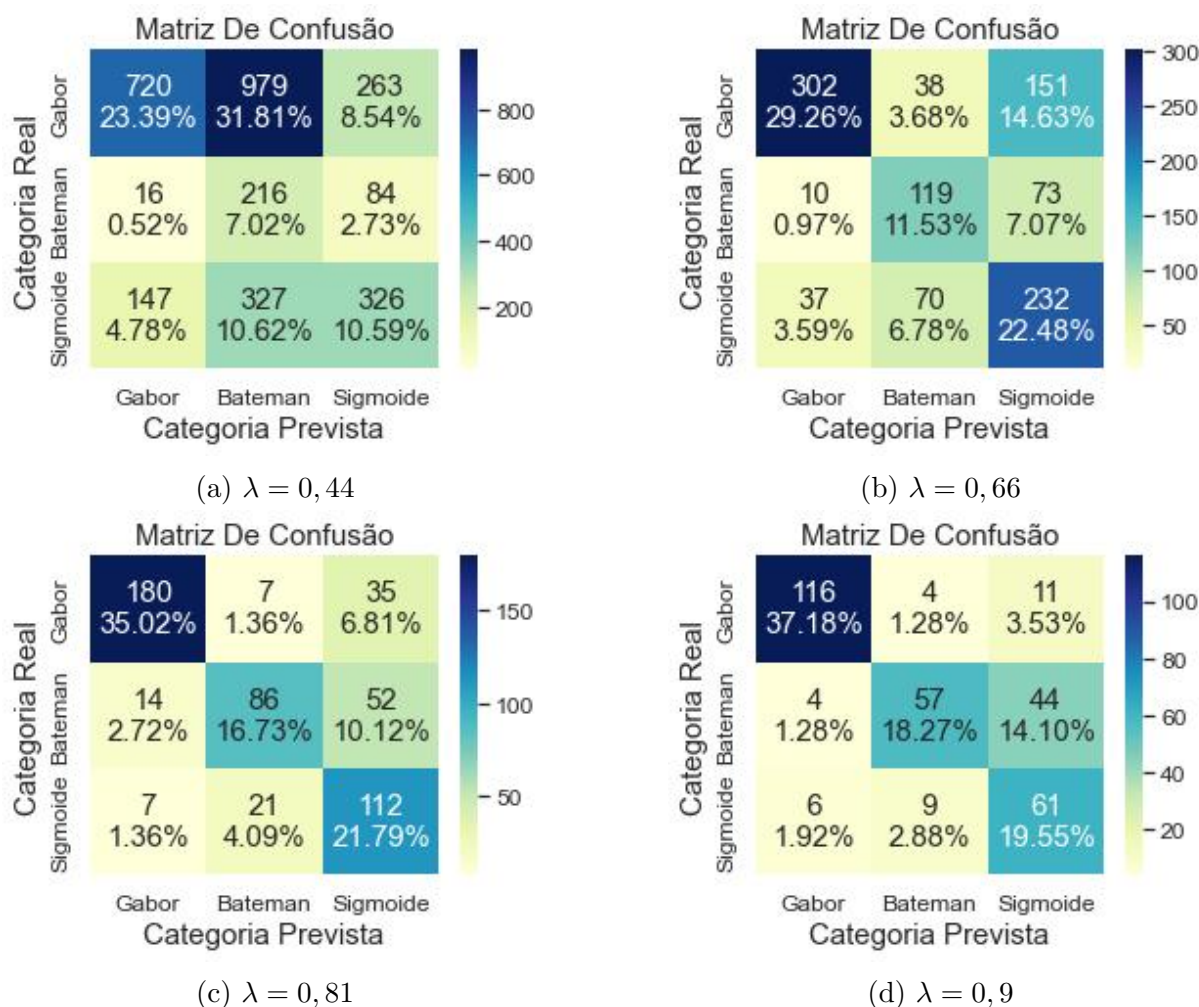 Matriz De Confusão
720 979 263
23.39% 31.81% 8.54%
16 216 84
0.52% 7.02% 2.73%
147 327 326
4.78% 10.62% 10.59%
Categoria Real
Gabor
Bateman
Sigmoide
800
600
400
200
Gabor Bateman Sigmoide
Categoria Prevista
(a) λ = 0, 44
Matriz De Confusão
302 38 151
29.26% 3.68% 14.63%
10 119 73
0.97% 11.53% 7.07%
37 70 232
3.59% 6.78% 22.48%
Categoria Real
Gabor
Bateman
Sigmoide
300
250
200
150
100
50
Gabor Bateman Sigmoide
Categoria Prevista
(b) λ = 0, 66
Matriz De Confusão
180 7 35
35.02% 1.36% 6.81%
14 86 52
2.72% 16.73% 10.12%
7 21 112
1.36% 4.09% 21.79%
Categoria Real
Gabor
Bateman
Sigmoide
150
100
50
Gabor Bateman Sigmoide
Categoria Prevista
(c) λ = 0, 81
Matriz De Confusão
116 4 11
37.18% 1.28% 3.53%
4 57 44
1.28% 18.27% 14.10%
6 9 61
1.92% 2.88% 19.55%
Categoria Real
Gabor
Bateman
Sigmoide
100
80
60
40
20
Gabor Bateman Sigmoide
Categoria Prevista
(d) λ = 0, 9